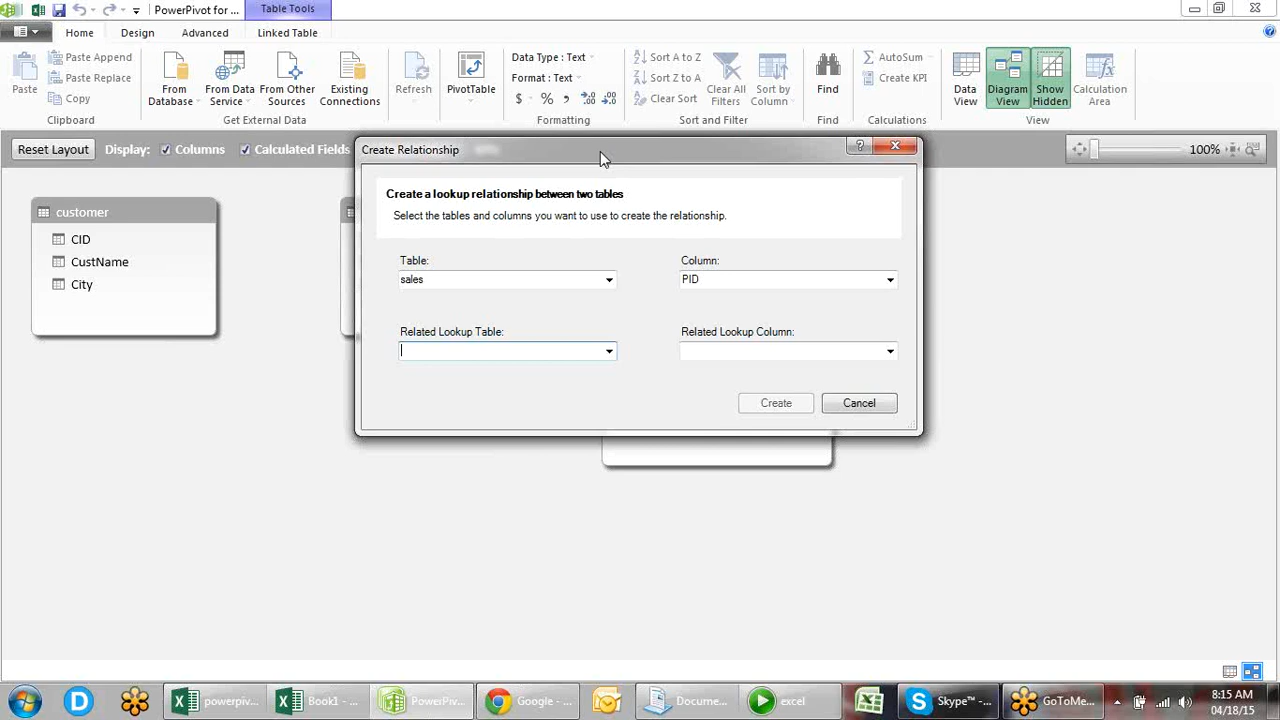 PowerPivot for ...
Table Tools
Home
Design
Advanced
Linked Table
Paste
Paste Append
Paste Replace
Copy
Clipboard
From Database
From Data Service
From Other Sources
Existing Connections
Get External Data
Refresh
PivotTable
Data Type : Text
Format : Text
$ % ,
Formatting
Sort A to Z
Sort Z to A
Clear Sort
Clear All Filters
Sort by Column
Sort and Filter
Find
Find
AutoSum
Create KPI
Calculations
Data View
Diagram View
Show Hidden
Calculation Area
View
Reset Layout
Display:
Columns
Calculated Fields
100%
customer
CID
CustName
City
Create Relationship
Create a lookup relationship between two tables
Select the tables and columns you want to use to create the relationship.
Table:
Column:
sales
PID
Related Lookup Table:
Related Lookup Column:
Create
Cancel
powerpiv...
Book1 - ...
PowerPiv...
Google - ...
Docume...
excel
Skype™-...
GoToMe...
8:15 AM
04/18/15